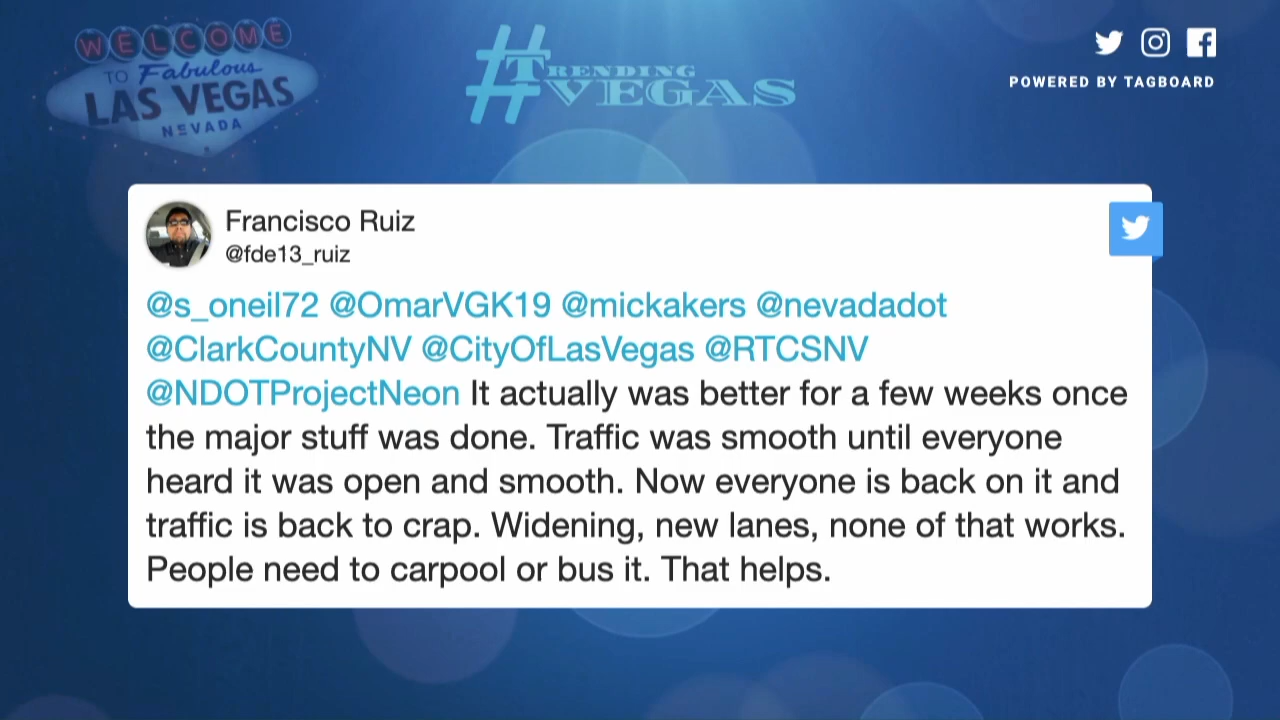 WELCOME
TO Fabulous
LAS VEGAS
NEVADA
#TRENDING
VEGAS
POWERED BY TAGBOARD
Francisco Ruiz
@fde13_ruiz
@s_oneil72 @OmarVGK19 @mickakers @nevadadot
@ClarkCountyNV @CityOfLasVegas @RTCSNV
@NDOTProjectNeon It actually was better for a few weeks once
the major stuff was done. Traffic was smooth until everyone
heard it was open and smooth. Now everyone is back on it and
traffic is back to crap. Widening, new lanes, none of that works.
People need to carpool or bus it. That helps.